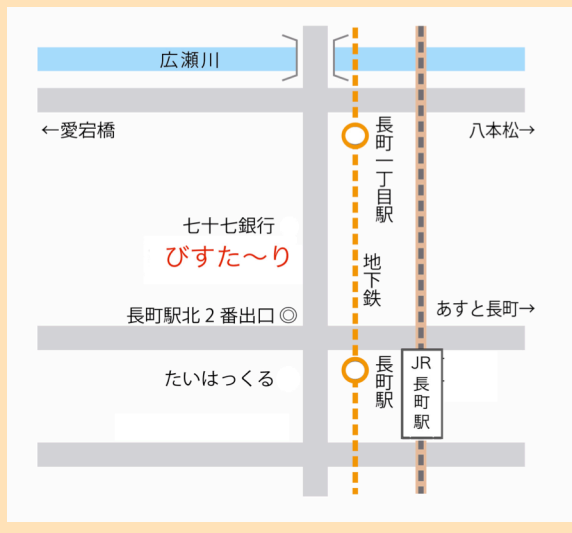 広瀬川
←愛宕橋
八本松→
長町一丁目駅
七十七銀行
びすた〜り
地下鉄
あすと長町→
長町駅北2番出口◎
たいはっくる
長町駅
JR長町駅